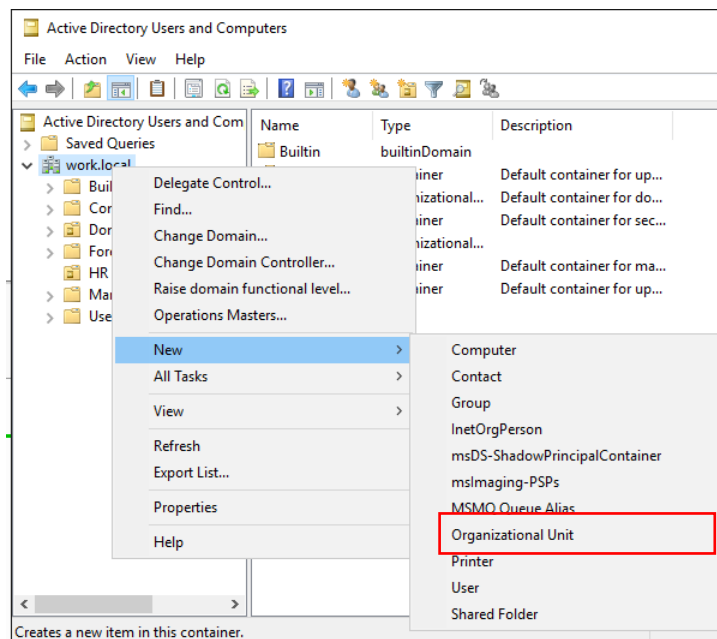 Active Directory Users and Computers
File Action View Help
Active Directory Users and Com
Saved Queries
work.local
Buil
Cor
Dor
Fore
HR
Mar
Use
Name Type Description
Builtin builtinDomain
iner Default container for up...
nizational... Default container for do...
iner Default container for sec...
nizational...
iner Default container for ma...
iner Default container for up...
Delegate Control...
Find...
Change Domain...
Change Domain Controller...
Raise domain functional level...
Operations Masters...
New
All Tasks
View
Refresh
Export List...
Properties
Help
Computer
Contact
Group
InetOrgPerson
msDS-ShadowPrincipalContainer
msImaging-PSPs
MSMQ Queue Alias
Organizational Unit
Printer
User
Shared Folder
Creates a new item in this container.